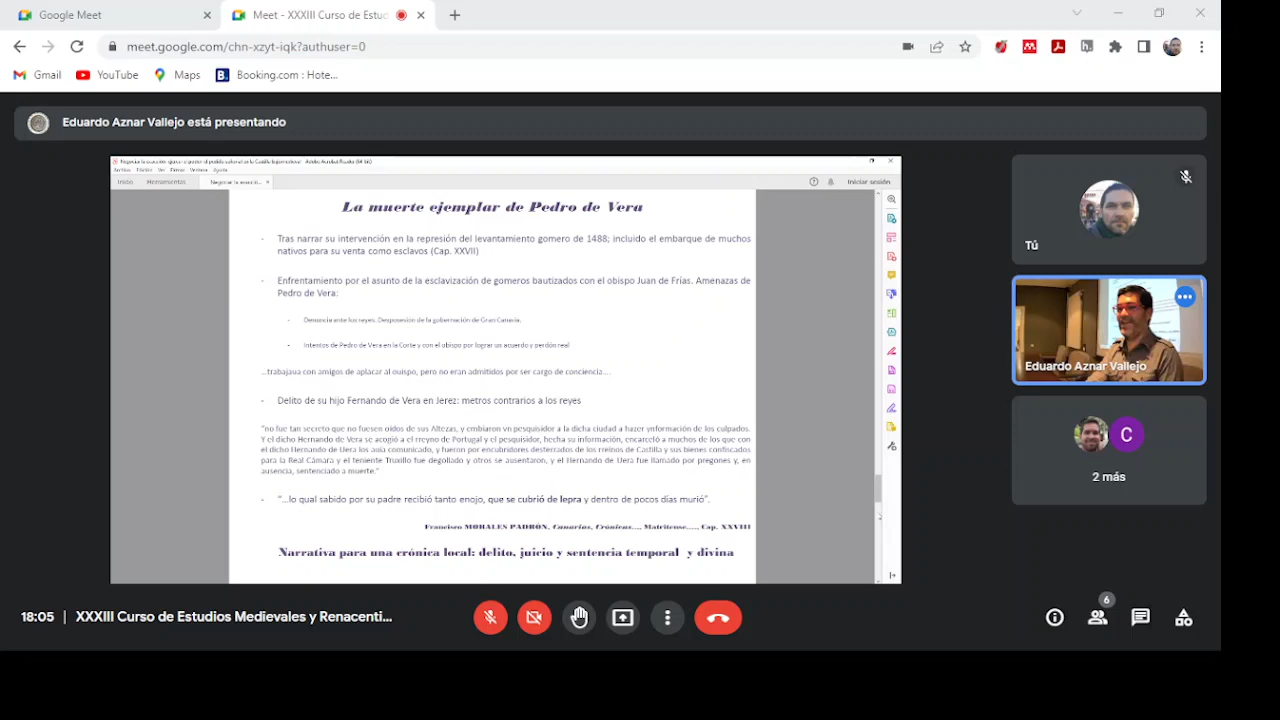 Google Meet
Meet - XXXIII Curso de Estud
meet.google.com/chn-xzyt-iqk?authuser=0
Gmail
YouTube
Maps
B.
Booking.com : Hote...
Eduardo Aznar Vallejo está presentando
Archivo Edición Ver Firmar Ventana Ayuda
Inicio Herramientas
Iniciar sesión
La muerte ejemplar de Pedro de Vera
- Tras narrar su intervención en la represión del levantamiento gomero de 1488; incluido el embarque de muchos
nativos para su venta como esclavos (Cap. XXVII)
- Enfrentamiento por el asunto de la esclavización de gomeros bautizados con el obispo Juan de Frías. Amenazas de
Pedro de Vera:
- Denuncia ante los reyes. Desposesión de la gobernación de Gran Canaria.
- Intentos de Pedro de Vera en la Corte y con el obispo por lograr un acuerdo y perdón real
...trabajaua con amigos de aplacar al ouispo, pero no eran admitidos por ser cargo de conciencia....
- Delito de su hijo Fernando de Vera en Jerez: metros contrarios a los reyes
"no fue tan secreto que no fuesen oídos de sus Altezas, y embiaron vn pesquisidor a la dicha ciudad a hazer ynformación de los culpados.
Y el dicho Hernando de Vera se acogió a el rreyno de Portugal y el pesquisidor, hecha su información, encarceló a muchos de los que con
el dicho Hernando de Uera los auía comunicado, y fueron por encubridores desterrados de los rreinos de Castilla y sus bienes confiscados
para la Real Cámara y el teniente Truxillo fue degollado y otros se ausentaron, y el Hernando de Uera fue llamado por pregones y, en
ausencia, sentenciado a muerte."
- "...lo qual sabido por su padre recibió tanto enojo, que se cubrió de lepra y dentro de pocos días murió".
Francisco MORALES PADRÓN, Canarias, Crónicas..., Matritense...., Cap. XXVIII
Narrativa para una crónica local: delito, juicio y sentencia temporal y divina
Tú
Eduardo Aznar Vallejo
C
2 más
18:05 | XXXIII Curso de Estudios Medievales y Renacenti...
6